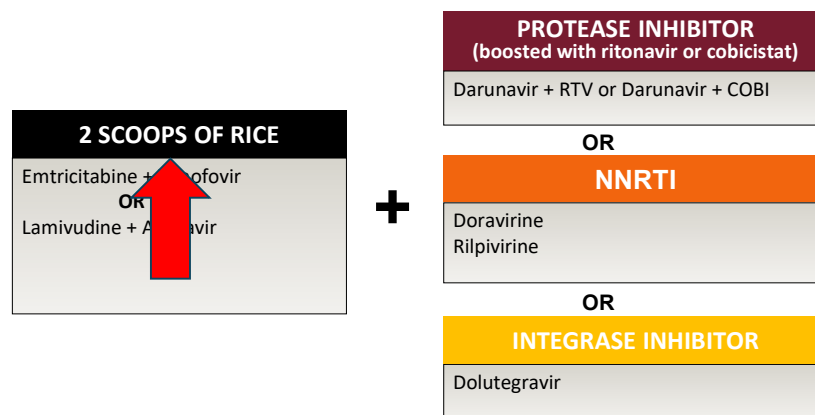 2 SCOOPS OF RICE
Emtricitabine +
OR
Lamivudine +
+
PROTEASE INHIBITOR
(boosted with ritonavir or cobicistat)
Darunavir + RTV or Darunavir + COBI
OR
NNRTI
Doravirine
Rilpivirine
OR
INTEGRASE INHIBITOR
Dolutegravir